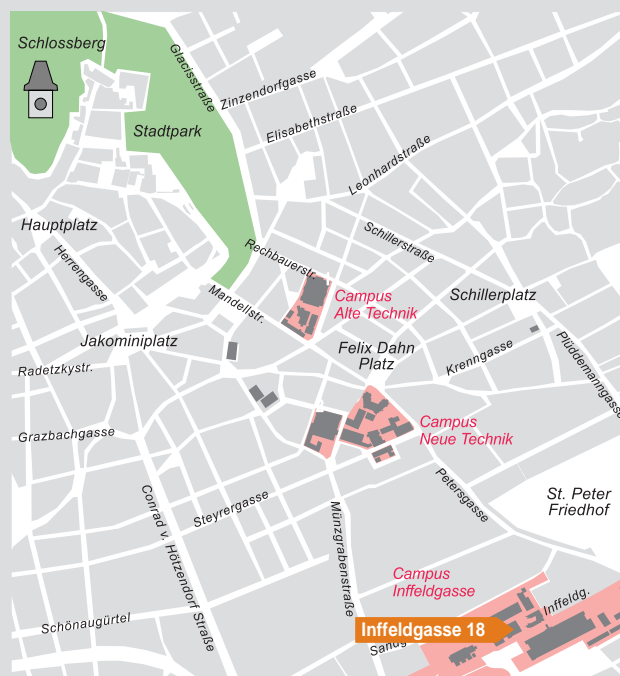 Schlossberg
Glacisstraße
Zinzendorfgasse
Stadtpark
Elisabethstraße
Leonhardstraße
Hauptplatz
Schillerstraße
Herrengasse
Rechbauerstr.
Mandellstr.
Campus
Alte Technik
Schillerplatz
Jakominiplatz
Felix Dahn
Platz
Krenngasse
Plüddemanngasse
Radetzkystr.
Grazbachgasse
Campus
Neue Technik
Petersgasse
St. Peter
Friedhof
Conrad v. Hötzendorf Straße
Steyrergasse
Münzgrabenstraße
Campus
Inffeldgasse
Inffeldg.
Schönaugürtel
Inffeldgasse 18